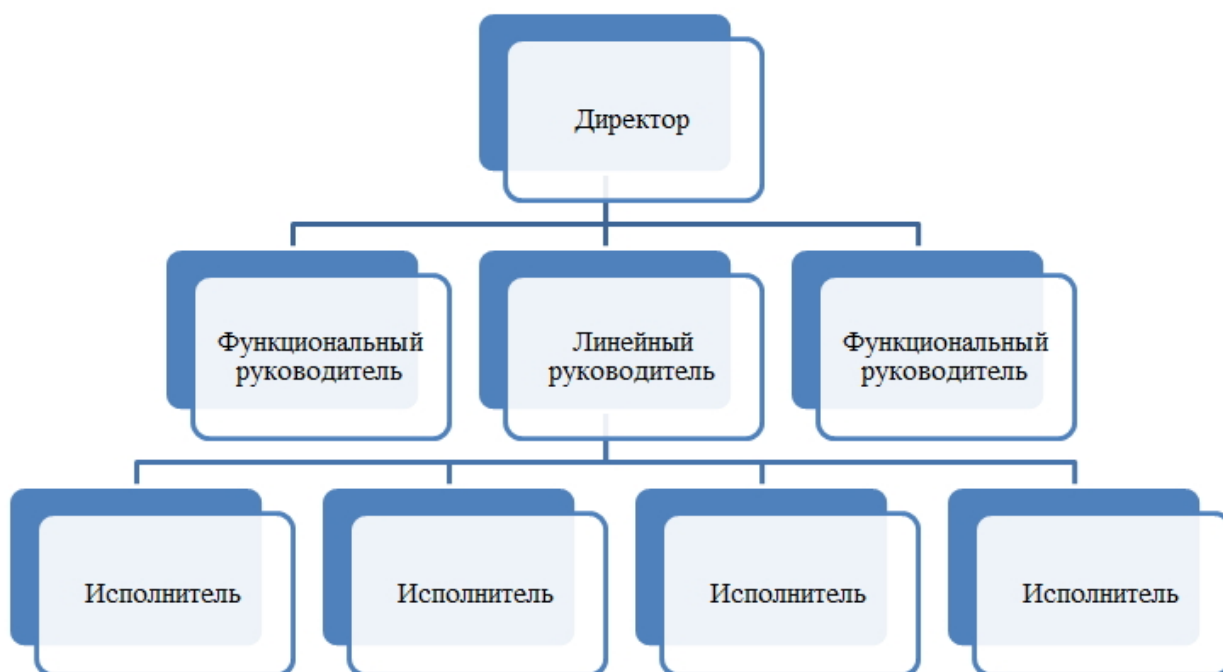 Директор
Функциональный
руководитель
Линейный
руководитель
Функциональный
руководитель
Исполнитель
Исполнитель
Исполнитель
Исполнитель